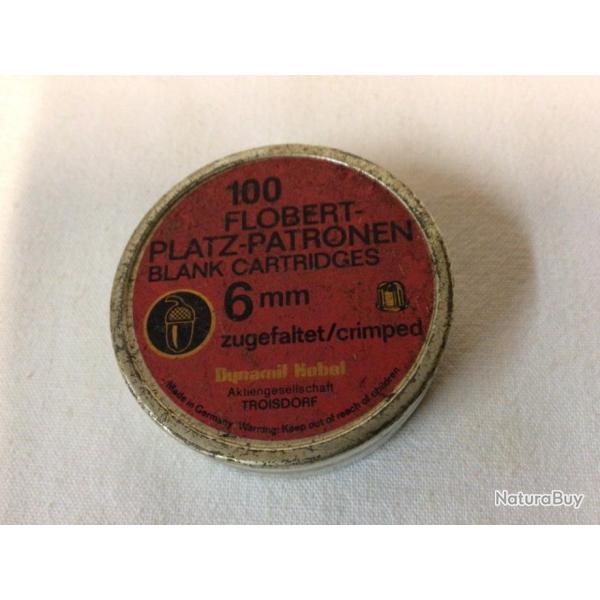 100
FLOBERT-
PLATZ-PATRONEN
BLANK CARTRIDGES
6 mm
zugefaltet/crimped
Dynamit Nobel
Aktiengesellschaft
TROISDORF
Made in Germany Warning: Keep out of reach of children
NaturaBuy